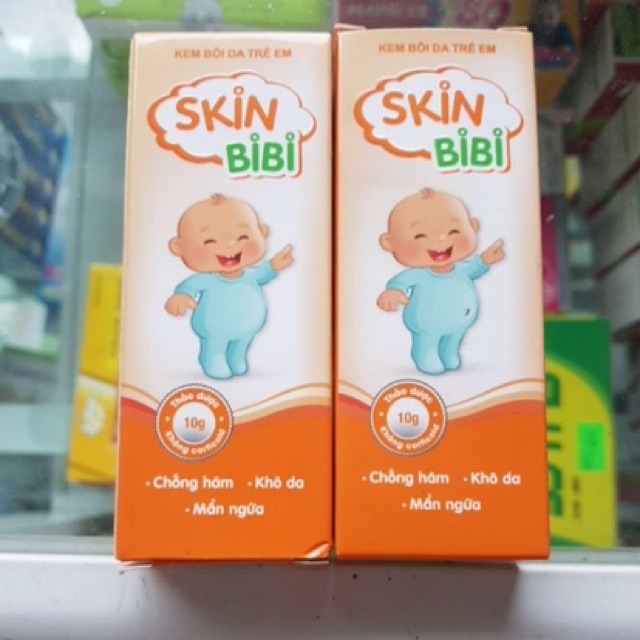 KEM BÔI DA TRẺ EM
SKIN
BIBI
Thảo dược
10g
Không corticoid
· Chống hăm · Khô da
· Mẩn ngứa
KEM BÔI DA TRẺ EM
SKIN
BIBI
Thảo dược
10g
Không corticoid
· Chống hăm · Khô da
· Mẩn ngứa